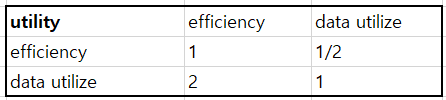 utility efficiency data utilize
efficiency 1 1/2
data utilize 2 1